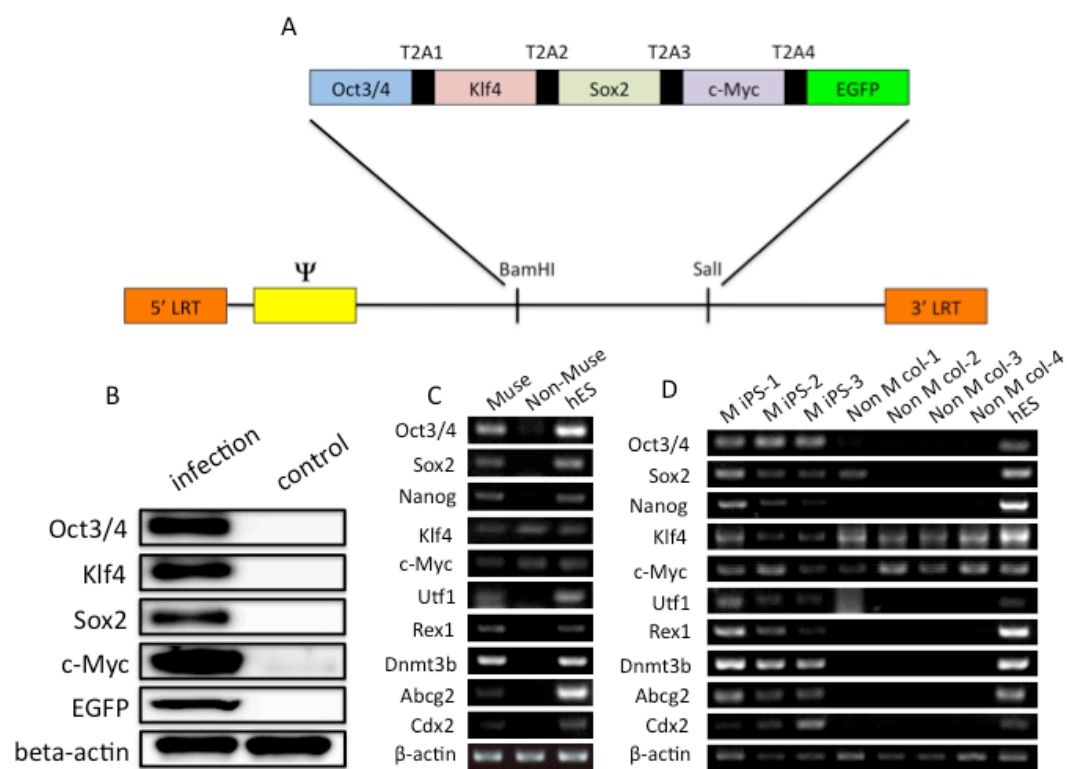 A
T2A1 T2A2 T2A3 T2A4
Oct3/4 Klf4 Sox2 c-Myc EGFP
Ψ
BamHI SalI
5' LRT 3' LRT
B
infection control
Oct3/4
Klf4
Sox2
c-Myc
EGFP
beta-actin
C
Muse Non-Muse hES
Oct3/4
Sox2
Nanog
Klf4
c-Myc
Utf1
Rex1
Dnmt3b
Abcg2
Cdx2
β-actin
D
M iPS-1 M iPS-2 M iPS-3 Non M col-1 Non M col-2 Non M col-3 Non M col-4 hES
Oct3/4
Sox2
Nanog
Klf4
c-Myc
Utf1
Rex1
Dnmt3b
Abcg2
Cdx2
β-actin